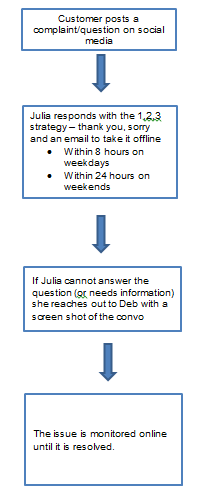 Customer posts a
complaint/question on social
media
Julia responds with the 1,2,3
strategy – thank you, sorry
and an email to take it offline
• Within 8 hours on
weekdays
• Within 24 hours on
weekends
If Julia cannot answer the
question (or needs information)
she reaches out to Deb with a
screen shot of the convo
The issue is monitored online
until it is resolved.